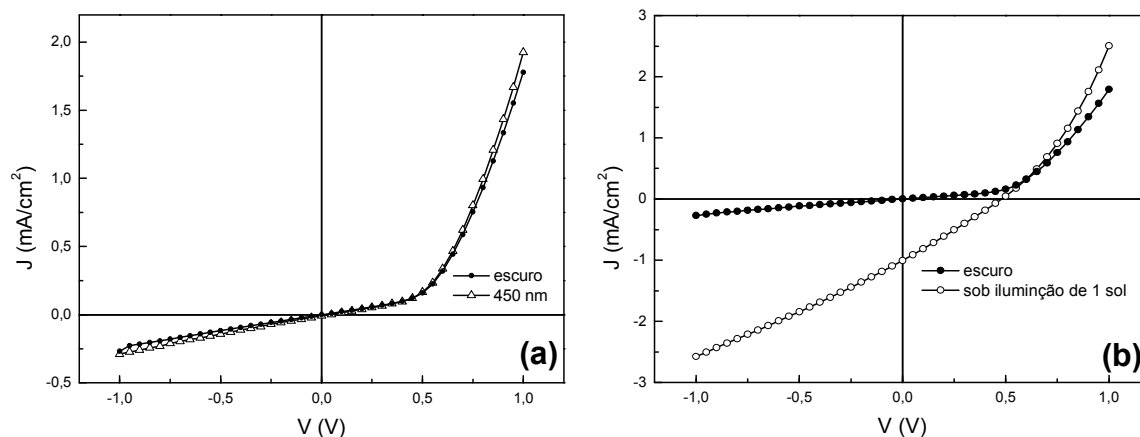 2,0
1,5
1,0
0,5
0,0
-0,5
-1,0
-0,5
0,0
0,5
1,0
J (mA/cm²)
V (V)
escuro
450 nm
(a)
3
2
1
0
-1
-2
-3
-1,0
-0,5
0,0
0,5
1,0
J (mA/cm²)
V (V)
escuro
sob iluminção de 1 sol
(b)